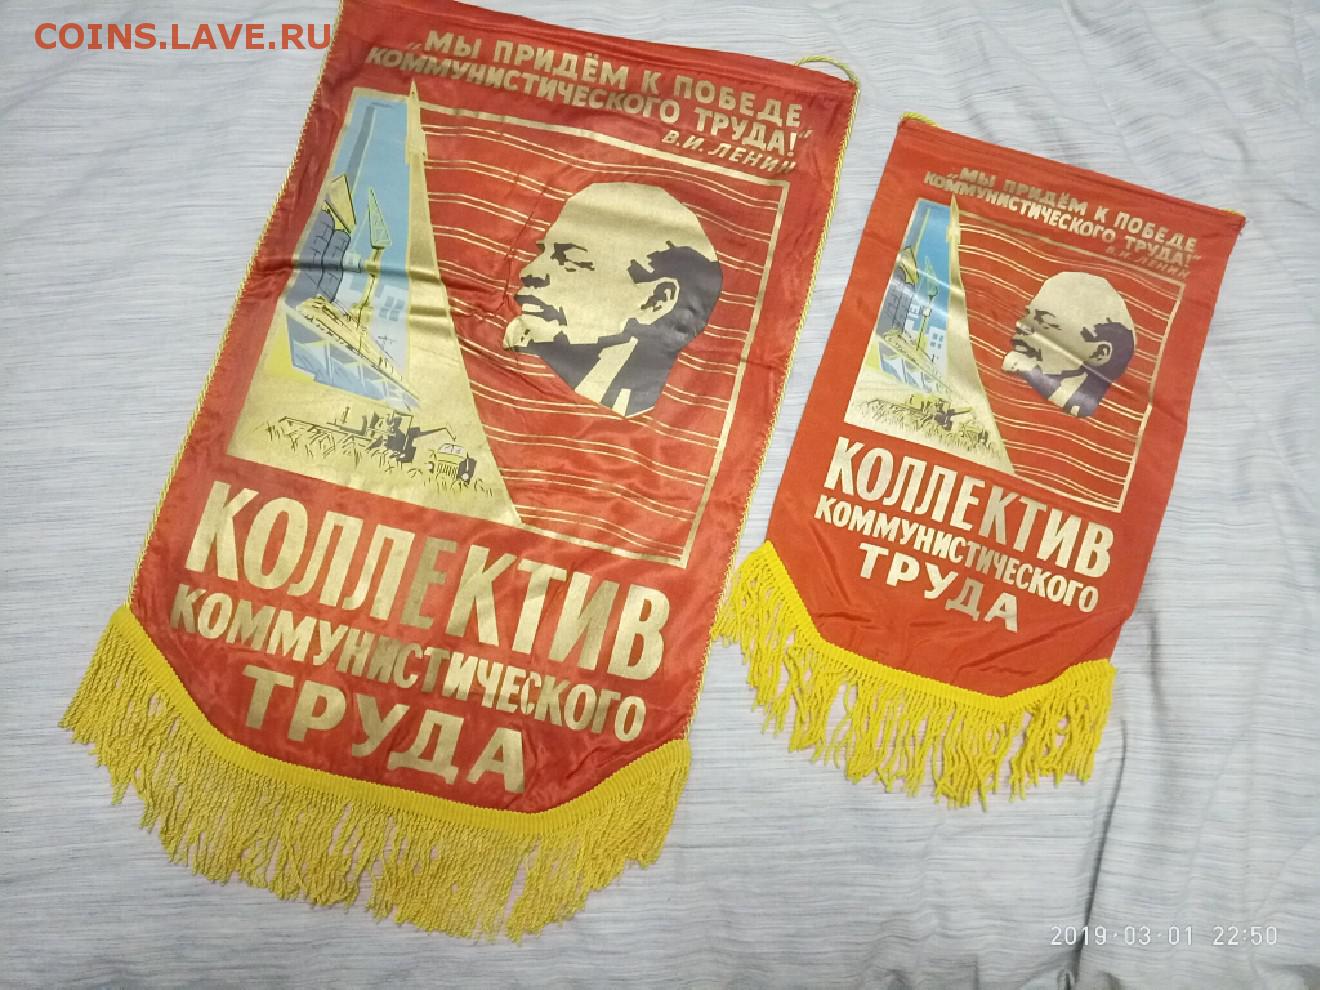 COINS.LAVE.RU
„МЫ ПРИДЁМ К ПОБЕДЕ
КОММУНИСТИЧЕСКОГО ТРУДА!"
В.И. ЛЕНИН
КОЛЛЕКТИВ
КОММУНИСТИЧЕСКОГО
ТРУДА
„МЫ ПРИДЁМ К ПОБЕДЕ
КОММУНИСТИЧЕСКОГО ТРУДА!"
В.И. ЛЕНИН
КОЛЛЕКТИВ
КОММУНИСТИЧЕСКОГО
ТРУДА
2019·03·01 22:50